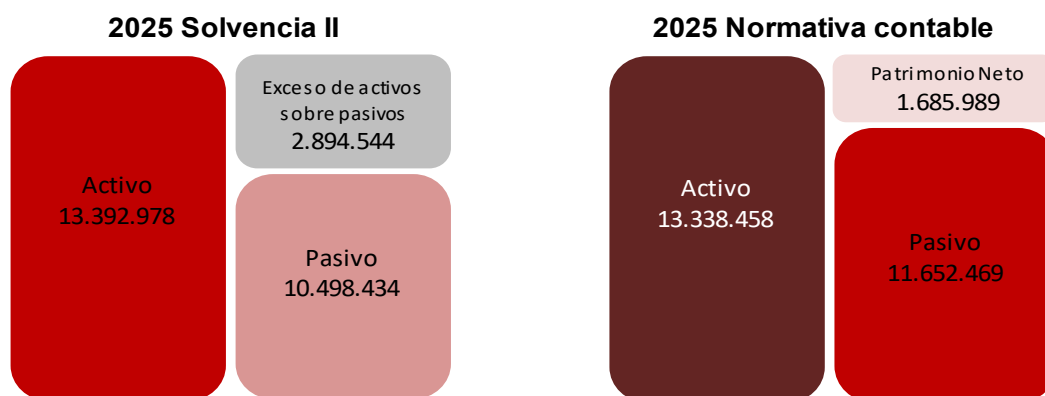 2025 Solvencia II
Exceso de activos
sobre pasivos
2.894.544
Activo
13.392.978
Pasivo
10.498.434
2025 Normativa contable
Patrimonio Neto
1.685.989
Activo
13.338.458
Pasivo
11.652.469